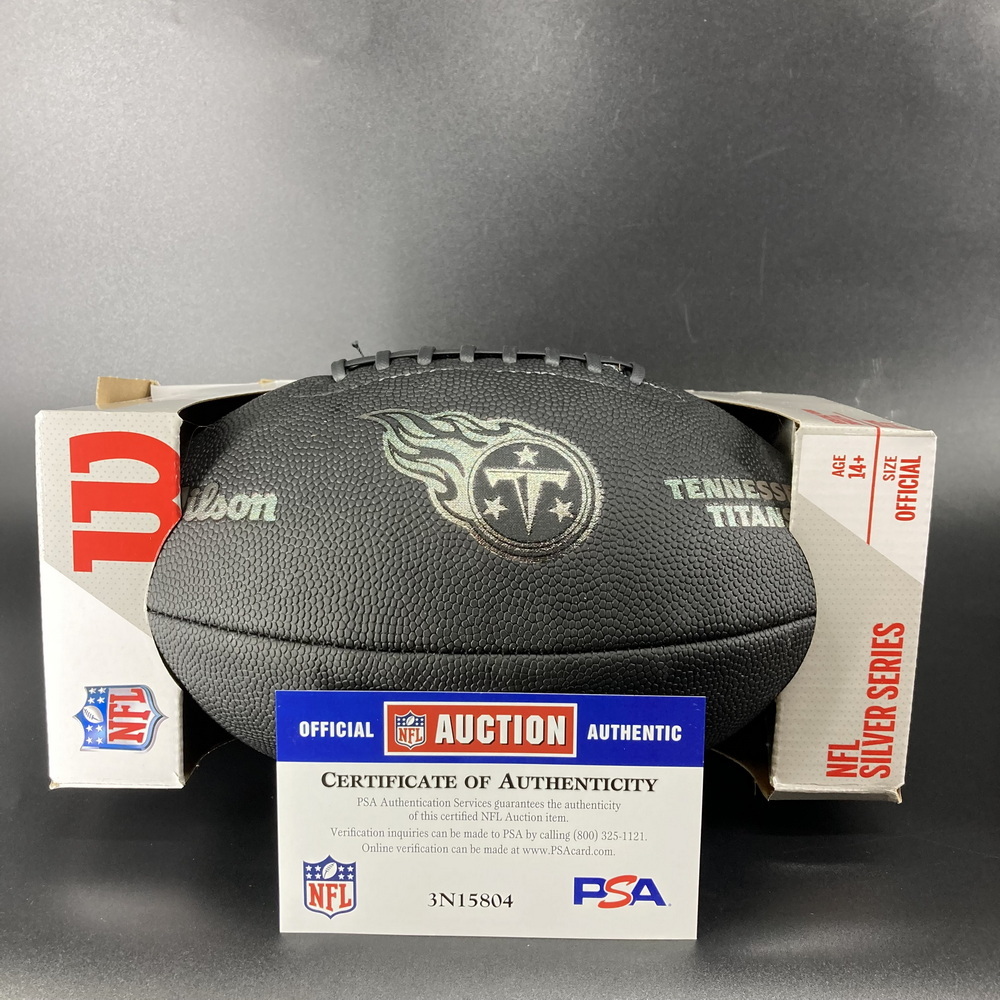 Wilson
TENNESS
TITAN
NFL
AGE
14+
SIZE
OFFICIAL
NFL
SILVER SERIES
OFFICIAL
NFL
AUCTION
AUTHENTIC
CERTIFICATE OF AUTHENTICITY
PSA Authentication Services guarantees the authenticity
of this certified NFL Auction item.
Verification inquiries can be made to PSA by calling (800) 325-1121.
Online verification can be made at www.PSAcard.com.
NFL
3N15804
PSA